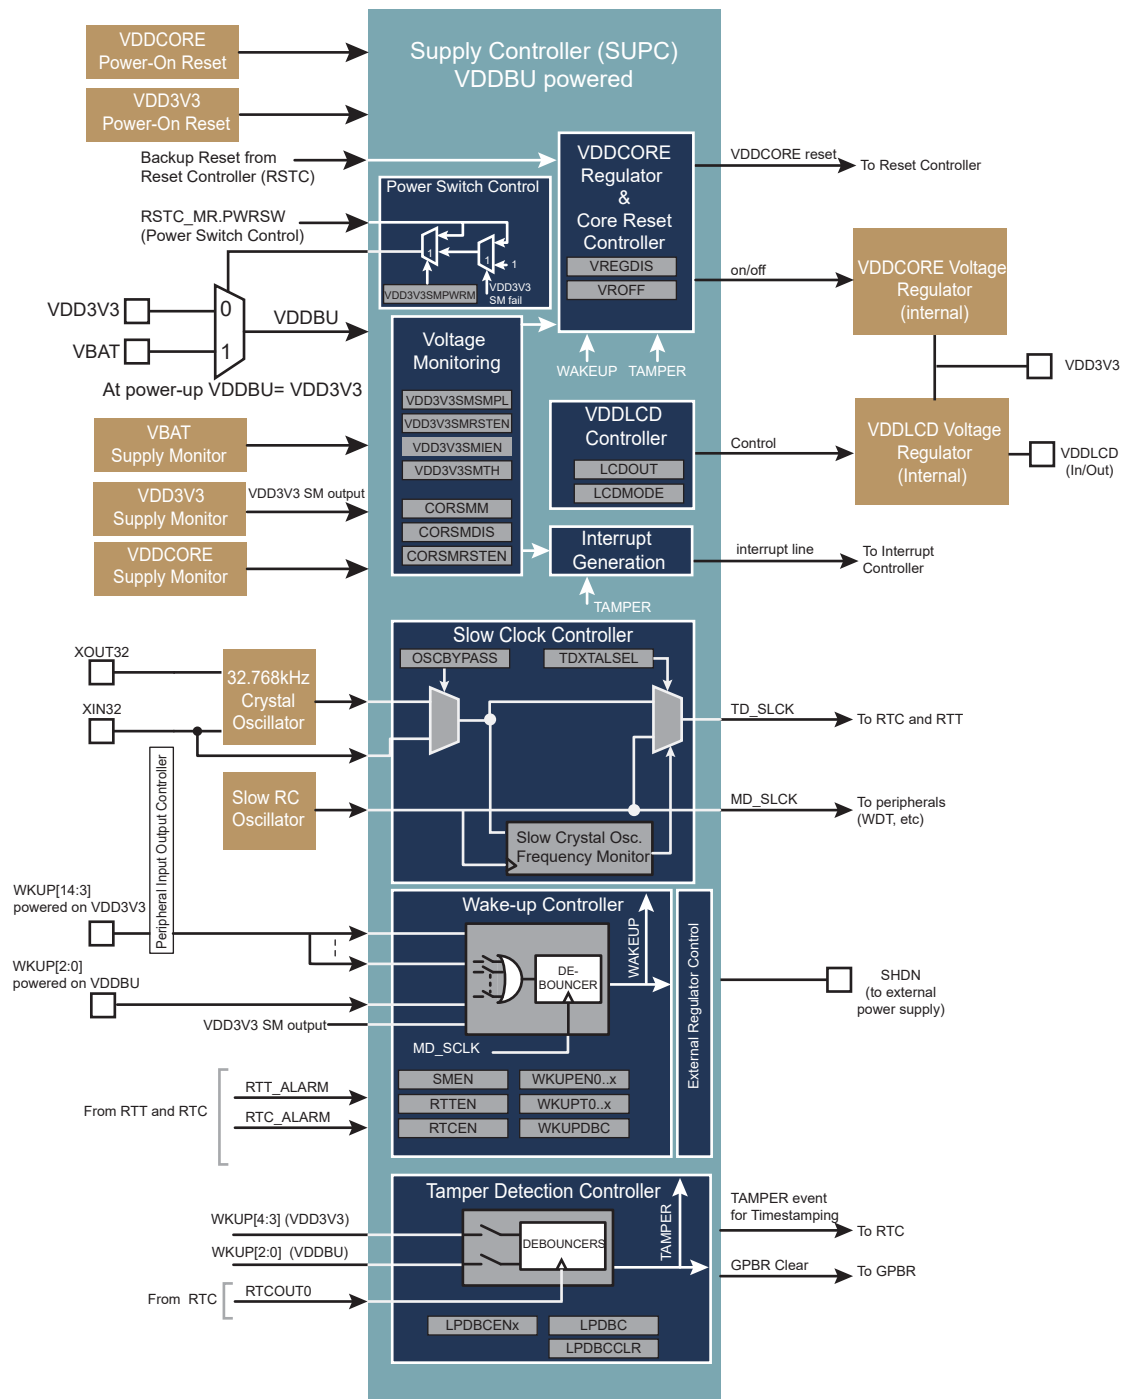 Supply Controller (SUPC)
VDDBU powered
VDDCORE
Power-On Reset
VDD3V3
Power-On Reset
Backup Reset from
Reset Controller (RSTC)
RSTC_MR.PWRSW
(Power Switch Control)
Power Switch Control
1
1
1
VDD3V3SMPWRM
VDD3V3
SM fail
VDDCORE
Regulator
&
Core Reset
Controller
VREGDIS
VROFF
WAKEUP
TAMPER
VDDCORE reset
To Reset Controller
on/off
VDDCORE Voltage
Regulator
(internal)
VDD3V3
VDD3V3
0
VBAT
1
VDDBU
At power-up VDDBU= VDD3V3
Voltage
Monitoring
VDD3V3SMSMPL
VDD3V3SMRSTEN
VDD3V3SMIEN
VDD3V3SMTH
CORSMM
CORSMDIS
CORSMRSTEN
VBAT
Supply Monitor
VDD3V3
Supply Monitor
VDD3V3 SM output
VDDCORE
Supply Monitor
VDDLCD
Controller
LCDOUT
LCDMODE
Control
VDDLCD Voltage
Regulator
(Internal)
VDDLCD
(In/Out)
Interrupt
Generation
TAMPER
interrupt line
To Interrupt
Controller
Slow Clock Controller
OSCBYPASS
TDXTALSEL
XOUT32
XIN32
32.768kHz
Crystal
Oscillator
Slow RC
Oscillator
Slow Crystal Osc.
Frequency Monitor
TD_SLCK
To RTC and RTT
MD_SLCK
To peripherals
(WDT, etc)
Peripheral Input Output Controller
WKUP[14:3]
powered on VDD3V3
WKUP[2:0]
powered on VDDBU
VDD3V3 SM output
Wake-up Controller
DE-
BOUNCER
WAKEUP
MD_SCLK
SMEN
WKUPEN0..x
RTTEN
WKUPT0..x
RTCEN
WKUPDBC
External Regulator Control
SHDN
(to external
power supply)
From RTT and RTC
RTT_ALARM
RTC_ALARM
Tamper Detection Controller
WKUP[4:3] (VDD3V3)
WKUP[2:0] (VDDBU)
From RTC
RTCOUT0
DEBOUNCERS
TAMPER
LPDBCENx
LPDBC
LPDBCCLR
TAMPER event
for Timestamping
To RTC
GPBR Clear
To GPBR